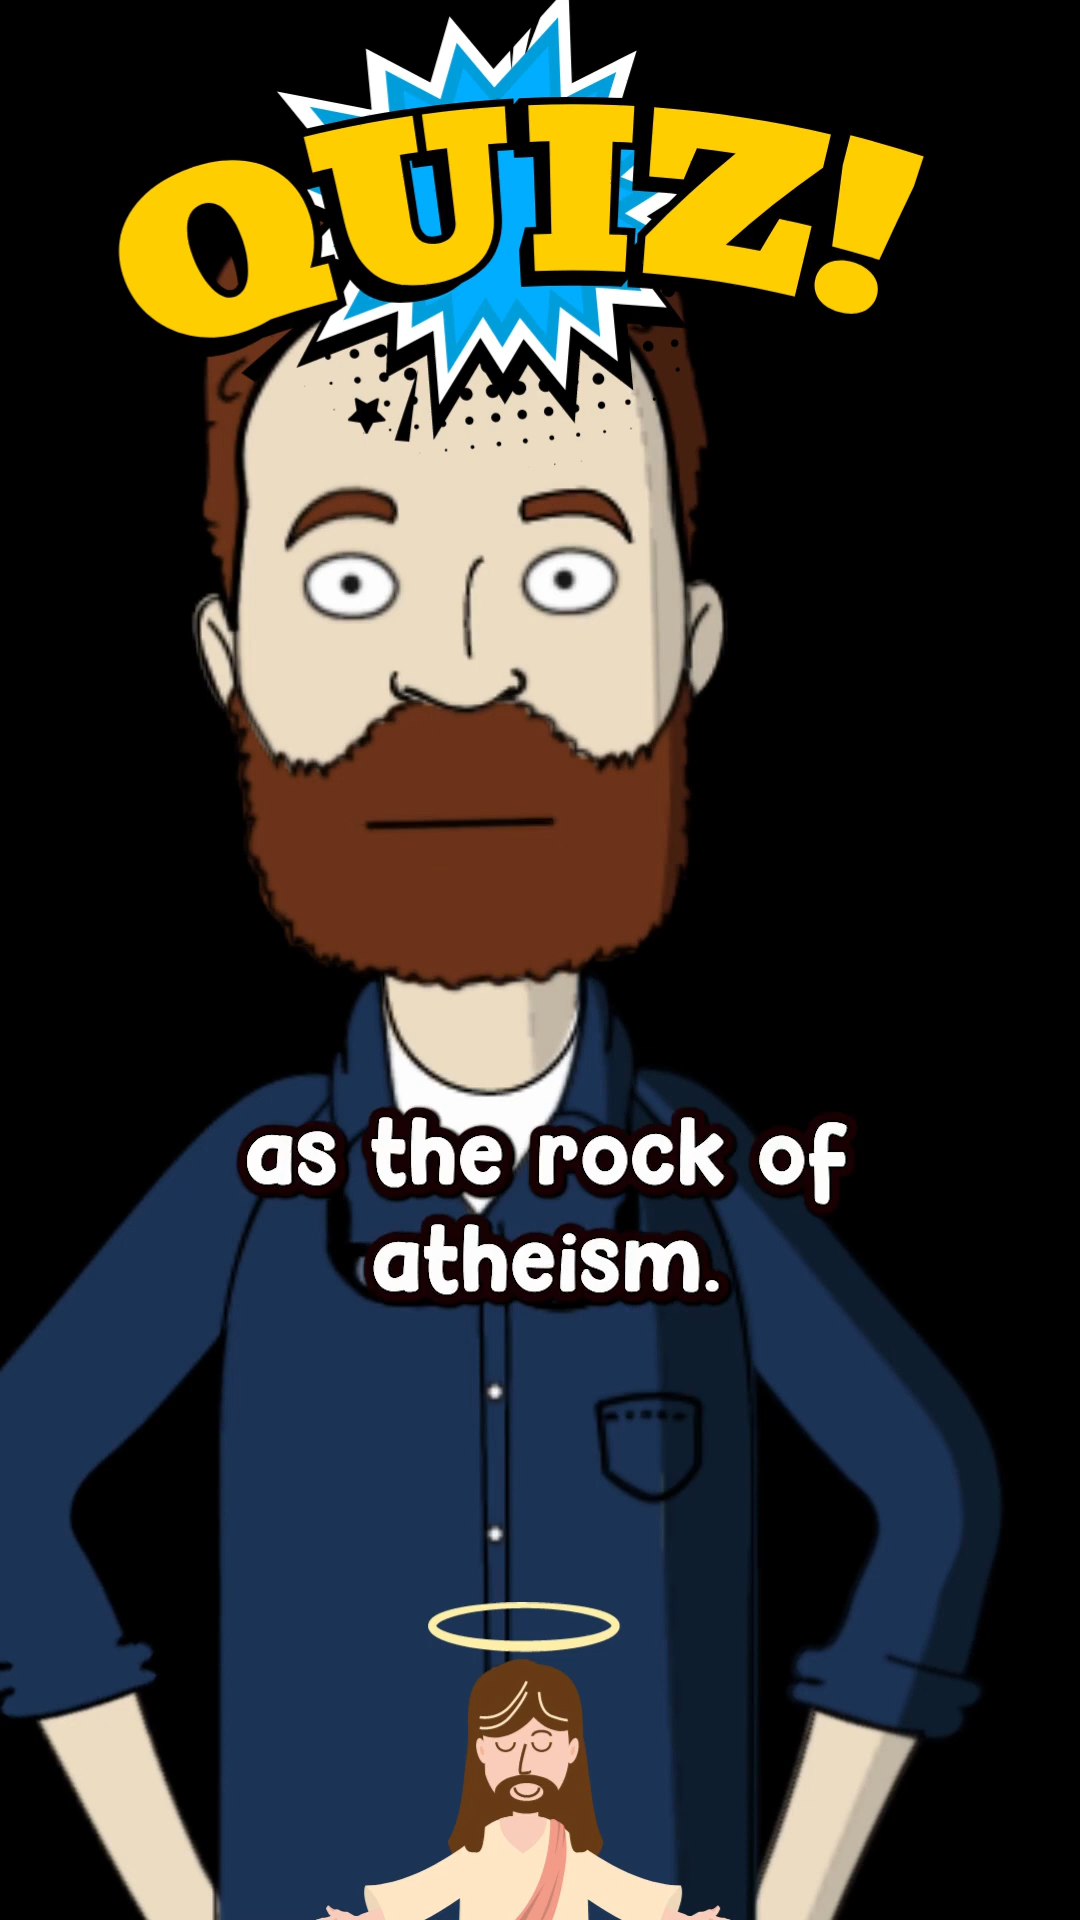 QUIZ!
as the rock of
atheism.